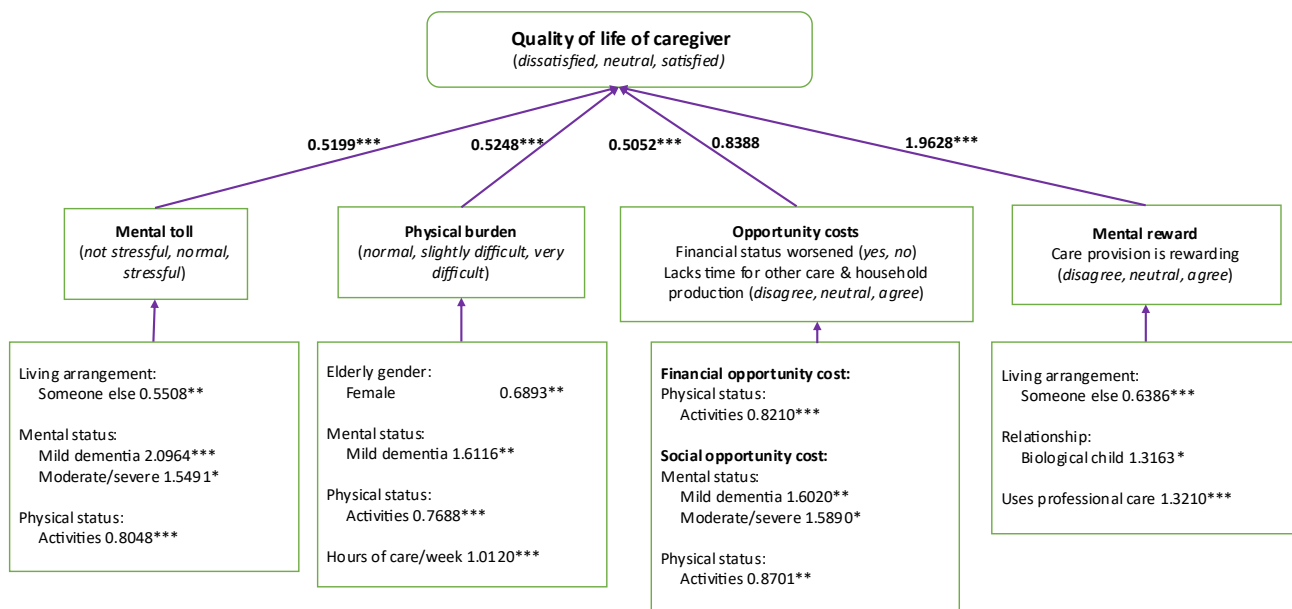 Quality of life of caregiver
(dissatisfied, neutral, satisfied)
0.5199***
0.5248***
0.5052***
0.8388
1.9628***
Mental toll
(not stressful, normal,
stressful)
Physical burden
(normal, slightly difficult, very
difficult)
Opportunity costs
Financial status worsened (yes, no)
Lacks time for other care & household
production (disagree, neutral, agree)
Mental reward
Care provision is rewarding
(disagree, neutral, agree)
Living arrangement:
Someone else 0.5508**
Mental status:
Mild dementia 2.0964***
Moderate/severe 1.5491*
Physical status:
Activities 0.8048***
Elderly gender:
Female 0.6893**
Mental status:
Mild dementia 1.6116**
Physical status:
Activities 0.7688***
Hours of care/week 1.0120***
Financial opportunity cost:
Physical status:
Activities 0.8210***
Social opportunity cost:
Mental status:
Mild dementia 1.6020**
Moderate/severe 1.5890*
Physical status:
Activities 0.8701**
Living arrangement:
Someone else 0.6386***
Relationship:
Biological child 1.3163*
Uses professional care 1.3210***